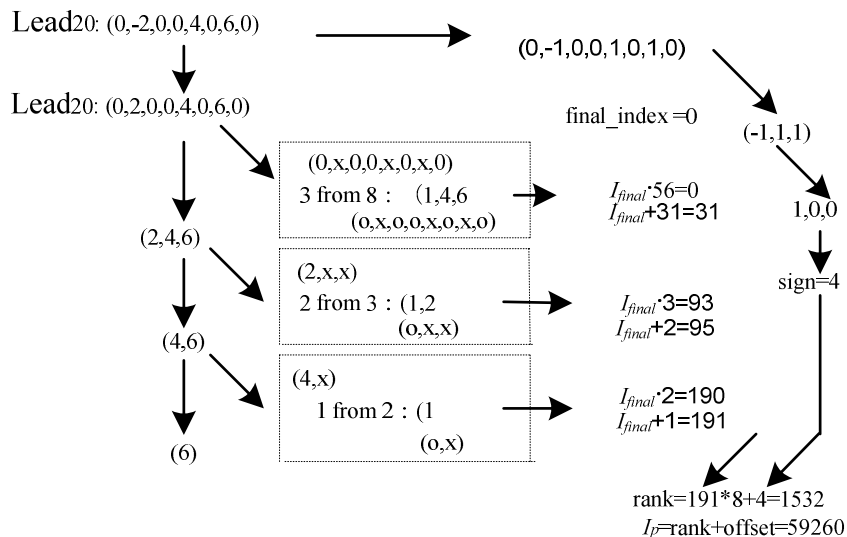 Lead20: (0,-2,0,0,4,0,6,0)
(0,-1,0,0,1,0,1,0)
Lead20: (0,2,0,0,4,0,6,0)
final_index =0
(-1,1,1)
(0,x,0,0,x,0,x,0)
3 from 8 : (1,4,6
(o,x,o,o,x,o,x,o)
Ifinal·56=0
Ifinal+31=31
1,0,0
(2,4,6)
(2,x,x)
2 from 3 : (1,2
(o,x,x)
Ifinal·3=93
Ifinal+2=95
sign=4
(4,6)
(4,x)
1 from 2 : (1
(o,x)
Ifinal·2=190
Ifinal+1=191
(6)
rank=191*8+4=1532
Ip=rank+offset=59260